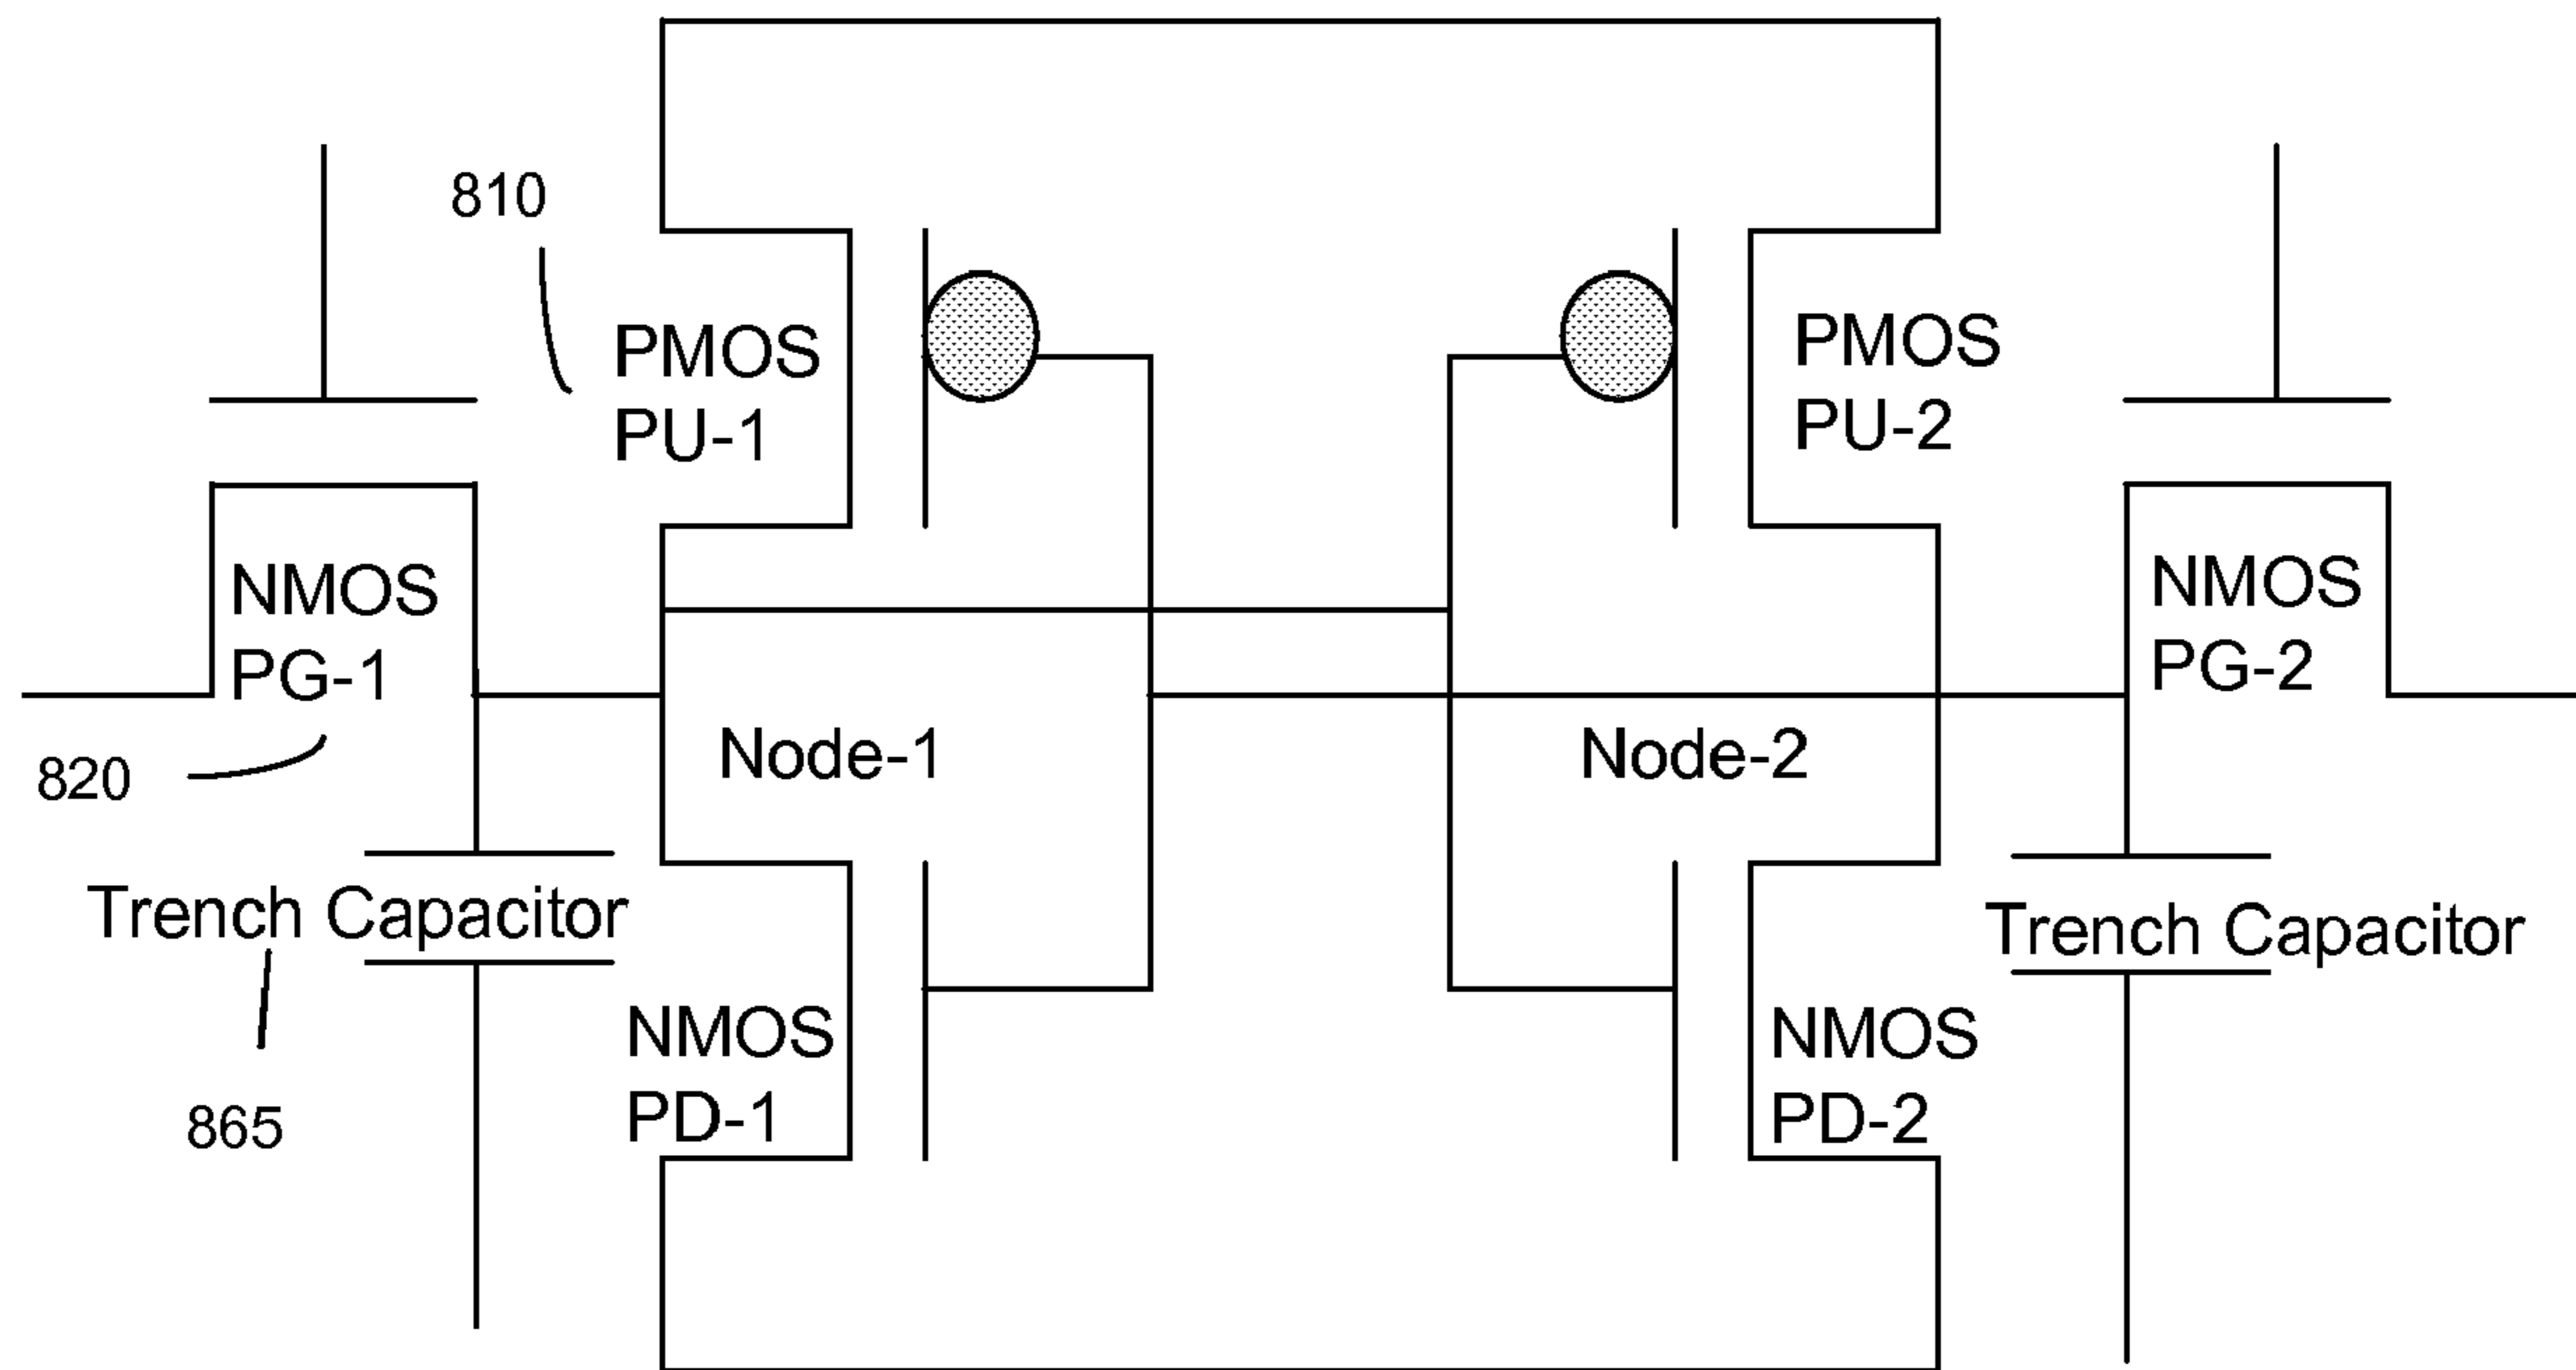 810
PMOS
PU-1
PMOS
PU-2
NMOS
PG-1
NMOS
PG-2
Node-1
Node-2
820
Trench Capacitor
Trench Capacitor
NMOS
PD-1
NMOS
PD-2
865